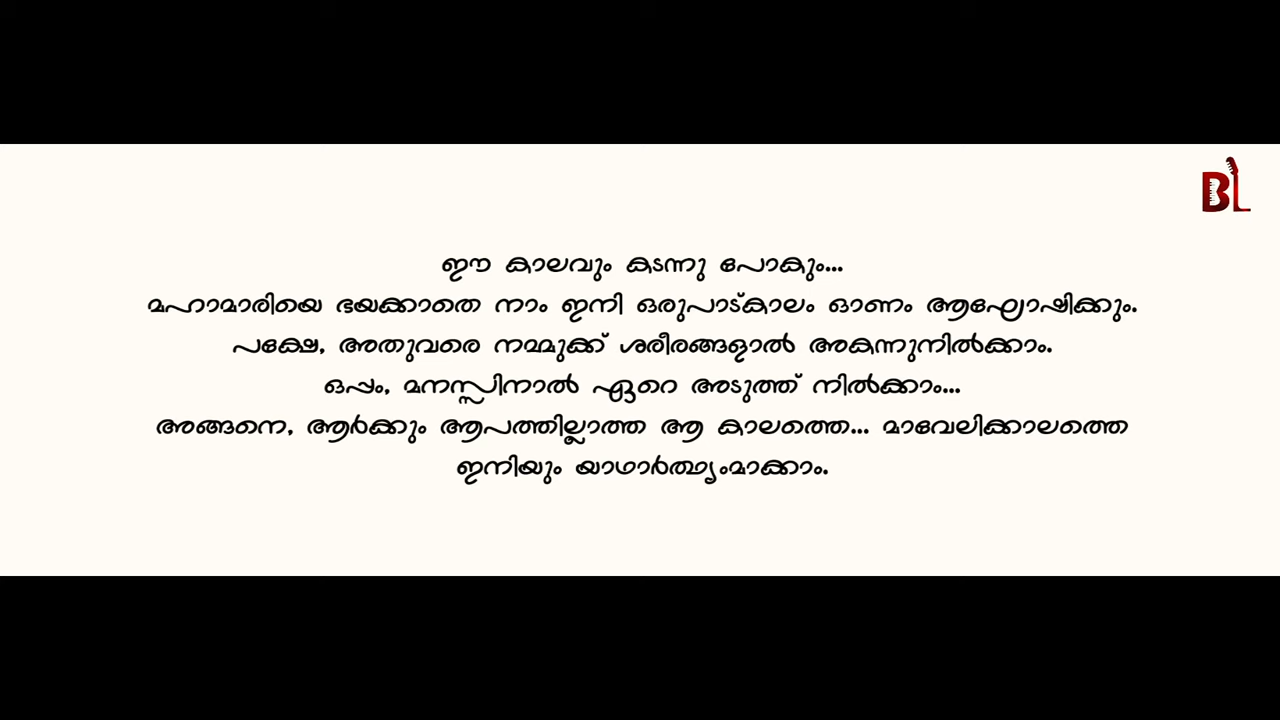 BL
ഈ കാലവും കടന്നു പോകും...
മഹാമാരിയെ ഭയക്കാതെ നാം ഇനി ഒരുപാട്കാലം ഓണം ആഘോഷിക്കും.
പക്ഷേ, അതുവരെ നമ്മുക്ക് ശരീരങ്ങളാൽ അകന്നുനിൽക്കാം.
ഒപ്പം, മനസ്സിനാൽ ഏറെ അടുത്ത് നിൽക്കാം...
അങ്ങനെ, ആർക്കും ആപത്തില്ലാത്ത ആ കാലത്തെ... മാവേലിക്കാലത്തെ
ഇനിയും യാഥാർത്ഥ്യംമാക്കാം.